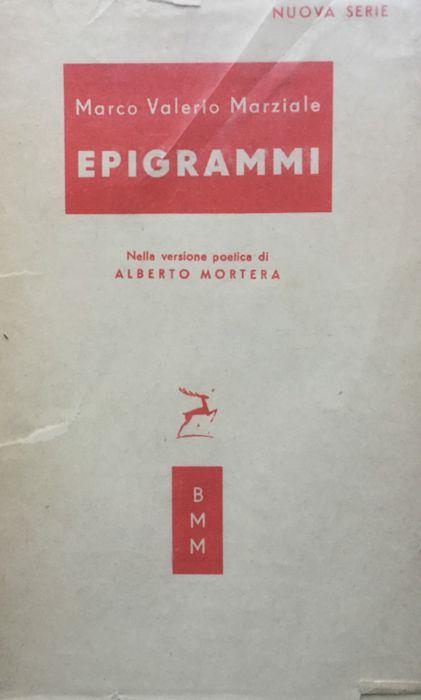 NUOVA SERIE
Marco Valerio Marziale
EPIGRAMMI
Nella versione poetica di
ALBERTO MORTERA
B
M
M